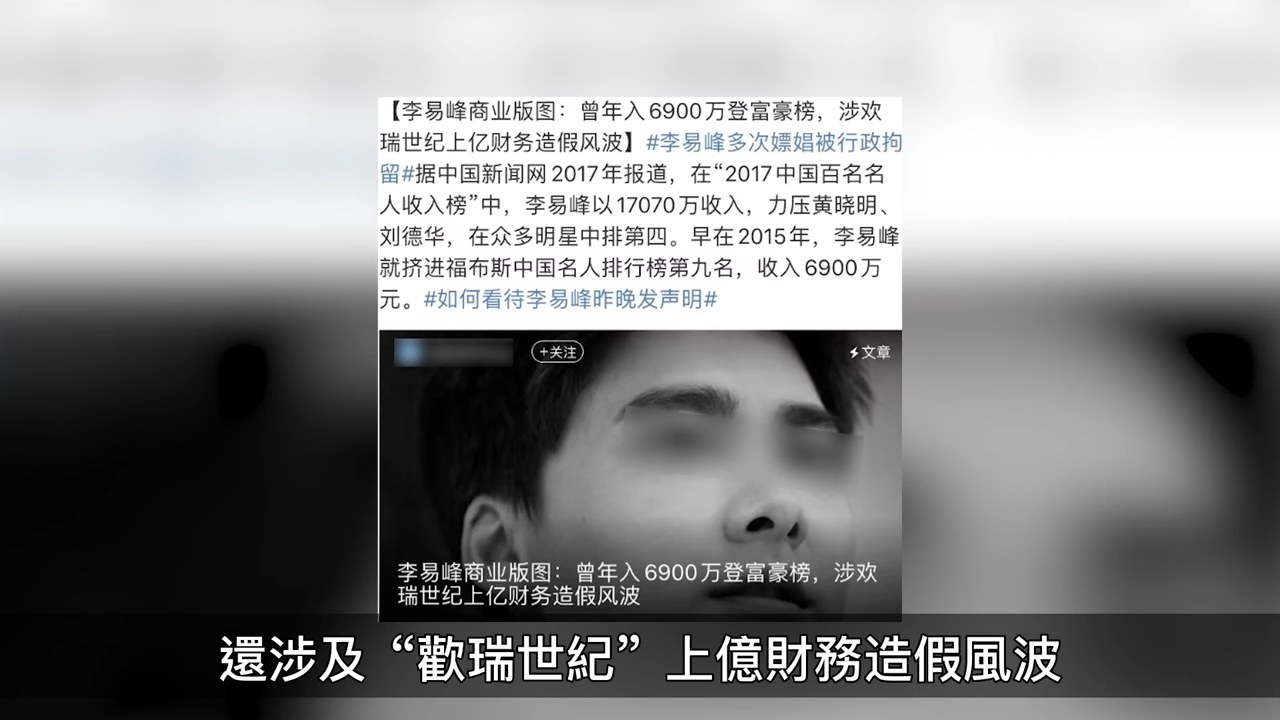 【李易峰商业版图：曾年入6900万登富豪榜，涉欢
瑞世纪上亿财务造假风波】#李易峰多次嫖娼被行政拘
留#据中国新闻网2017年报道，在“2017中国百名名
人收入榜”中，李易峰以17070万收入，力压黄晓明、
刘德华，在众多明星中排第四。早在2015年，李易峰
就挤进福布斯中国名人排行榜第九名，收入6900万
元。#如何看待李易峰昨晚发声明#
+关注
文章
李易峰商业版图：曾年入6900万登富豪榜，涉欢
瑞世纪上亿财务造假风波
還涉及“歡瑞世紀”上億財務造假風波